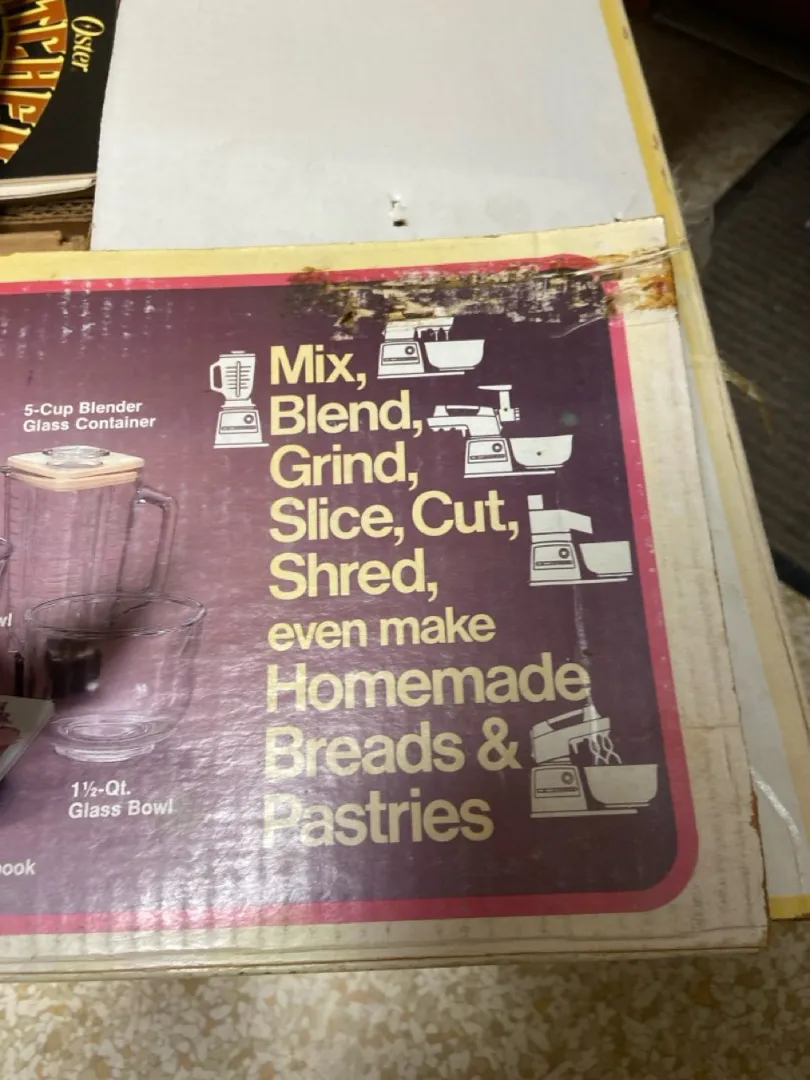 Oster
5-Cup Blender
Glass Container
1½-Qt.
Glass Bowl
Mix,
Blend,
Grind,
Slice, Cut,
Shred,
even make
Homemade
Breads &
Pastries